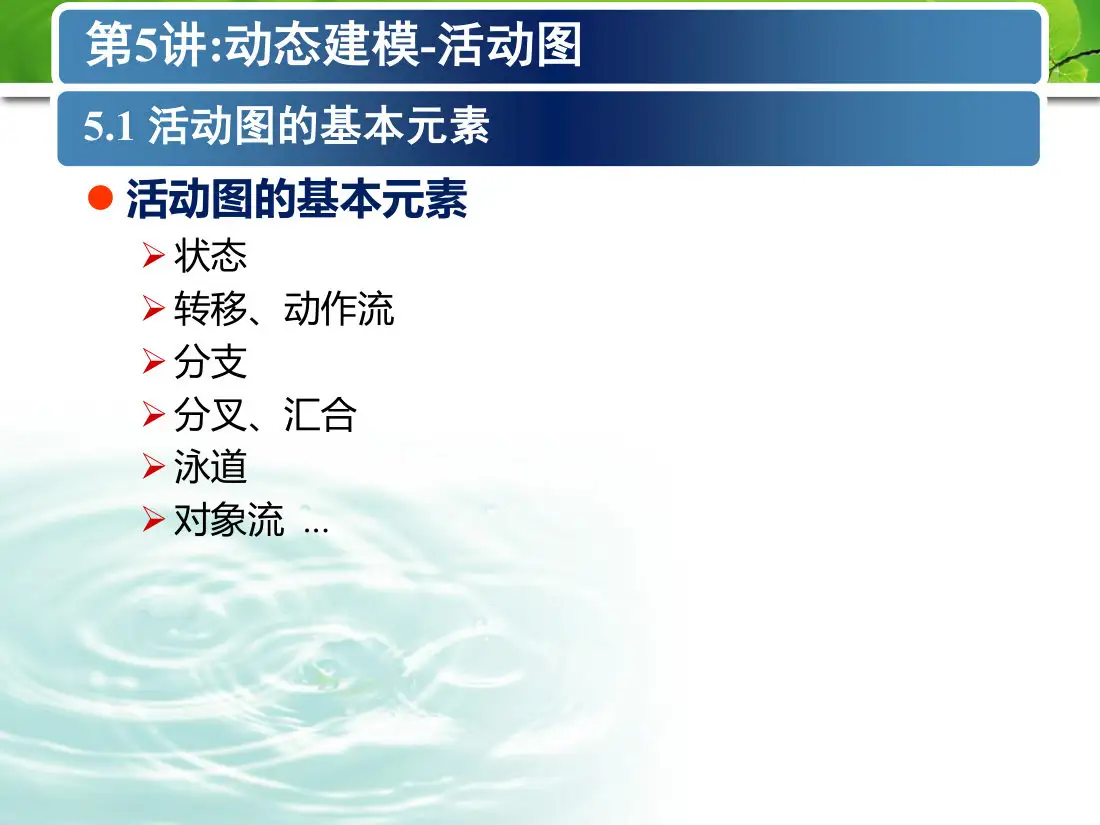 第5讲:动态建模-活动图
5.1 活动图的基本元素
活动图的基本元素
状态
转移、动作流
分支
分叉、汇合
泳道
对象流 ...